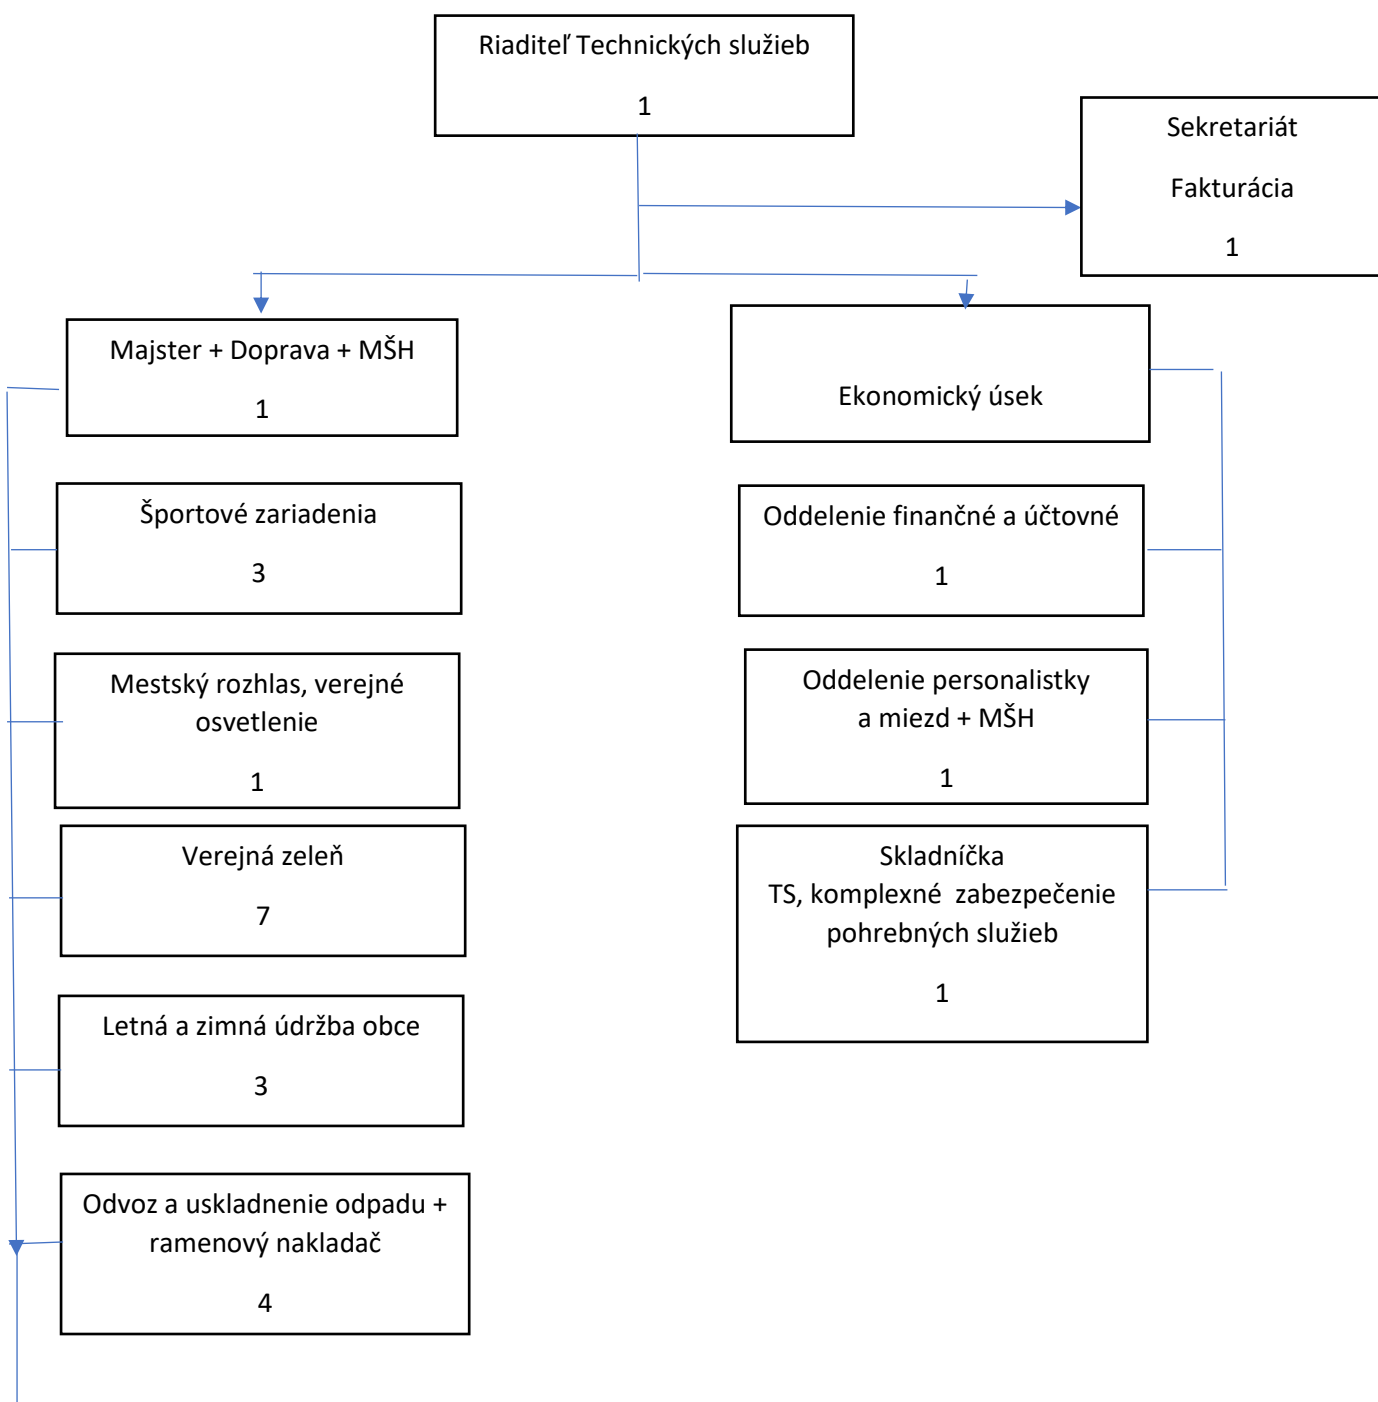 Riaditeľ Technických služieb
1
Sekretariát
Fakturácia
1
Majster + Doprava + MŠH
1
Ekonomický úsek
Športové zariadenia
3
Oddelenie finančné a účtovné
1
Mestský rozhlas, verejné
osvetlenie
1
Oddelenie personalistky
a miezd + MŠH
1
Verejná zeleň
7
Skladníčka
TS, komplexné  zabezpečenie
pohrebných služieb
1
Letná a zimná údržba obce
3
Odvoz a uskladnenie odpadu +
ramenový nakladač
4